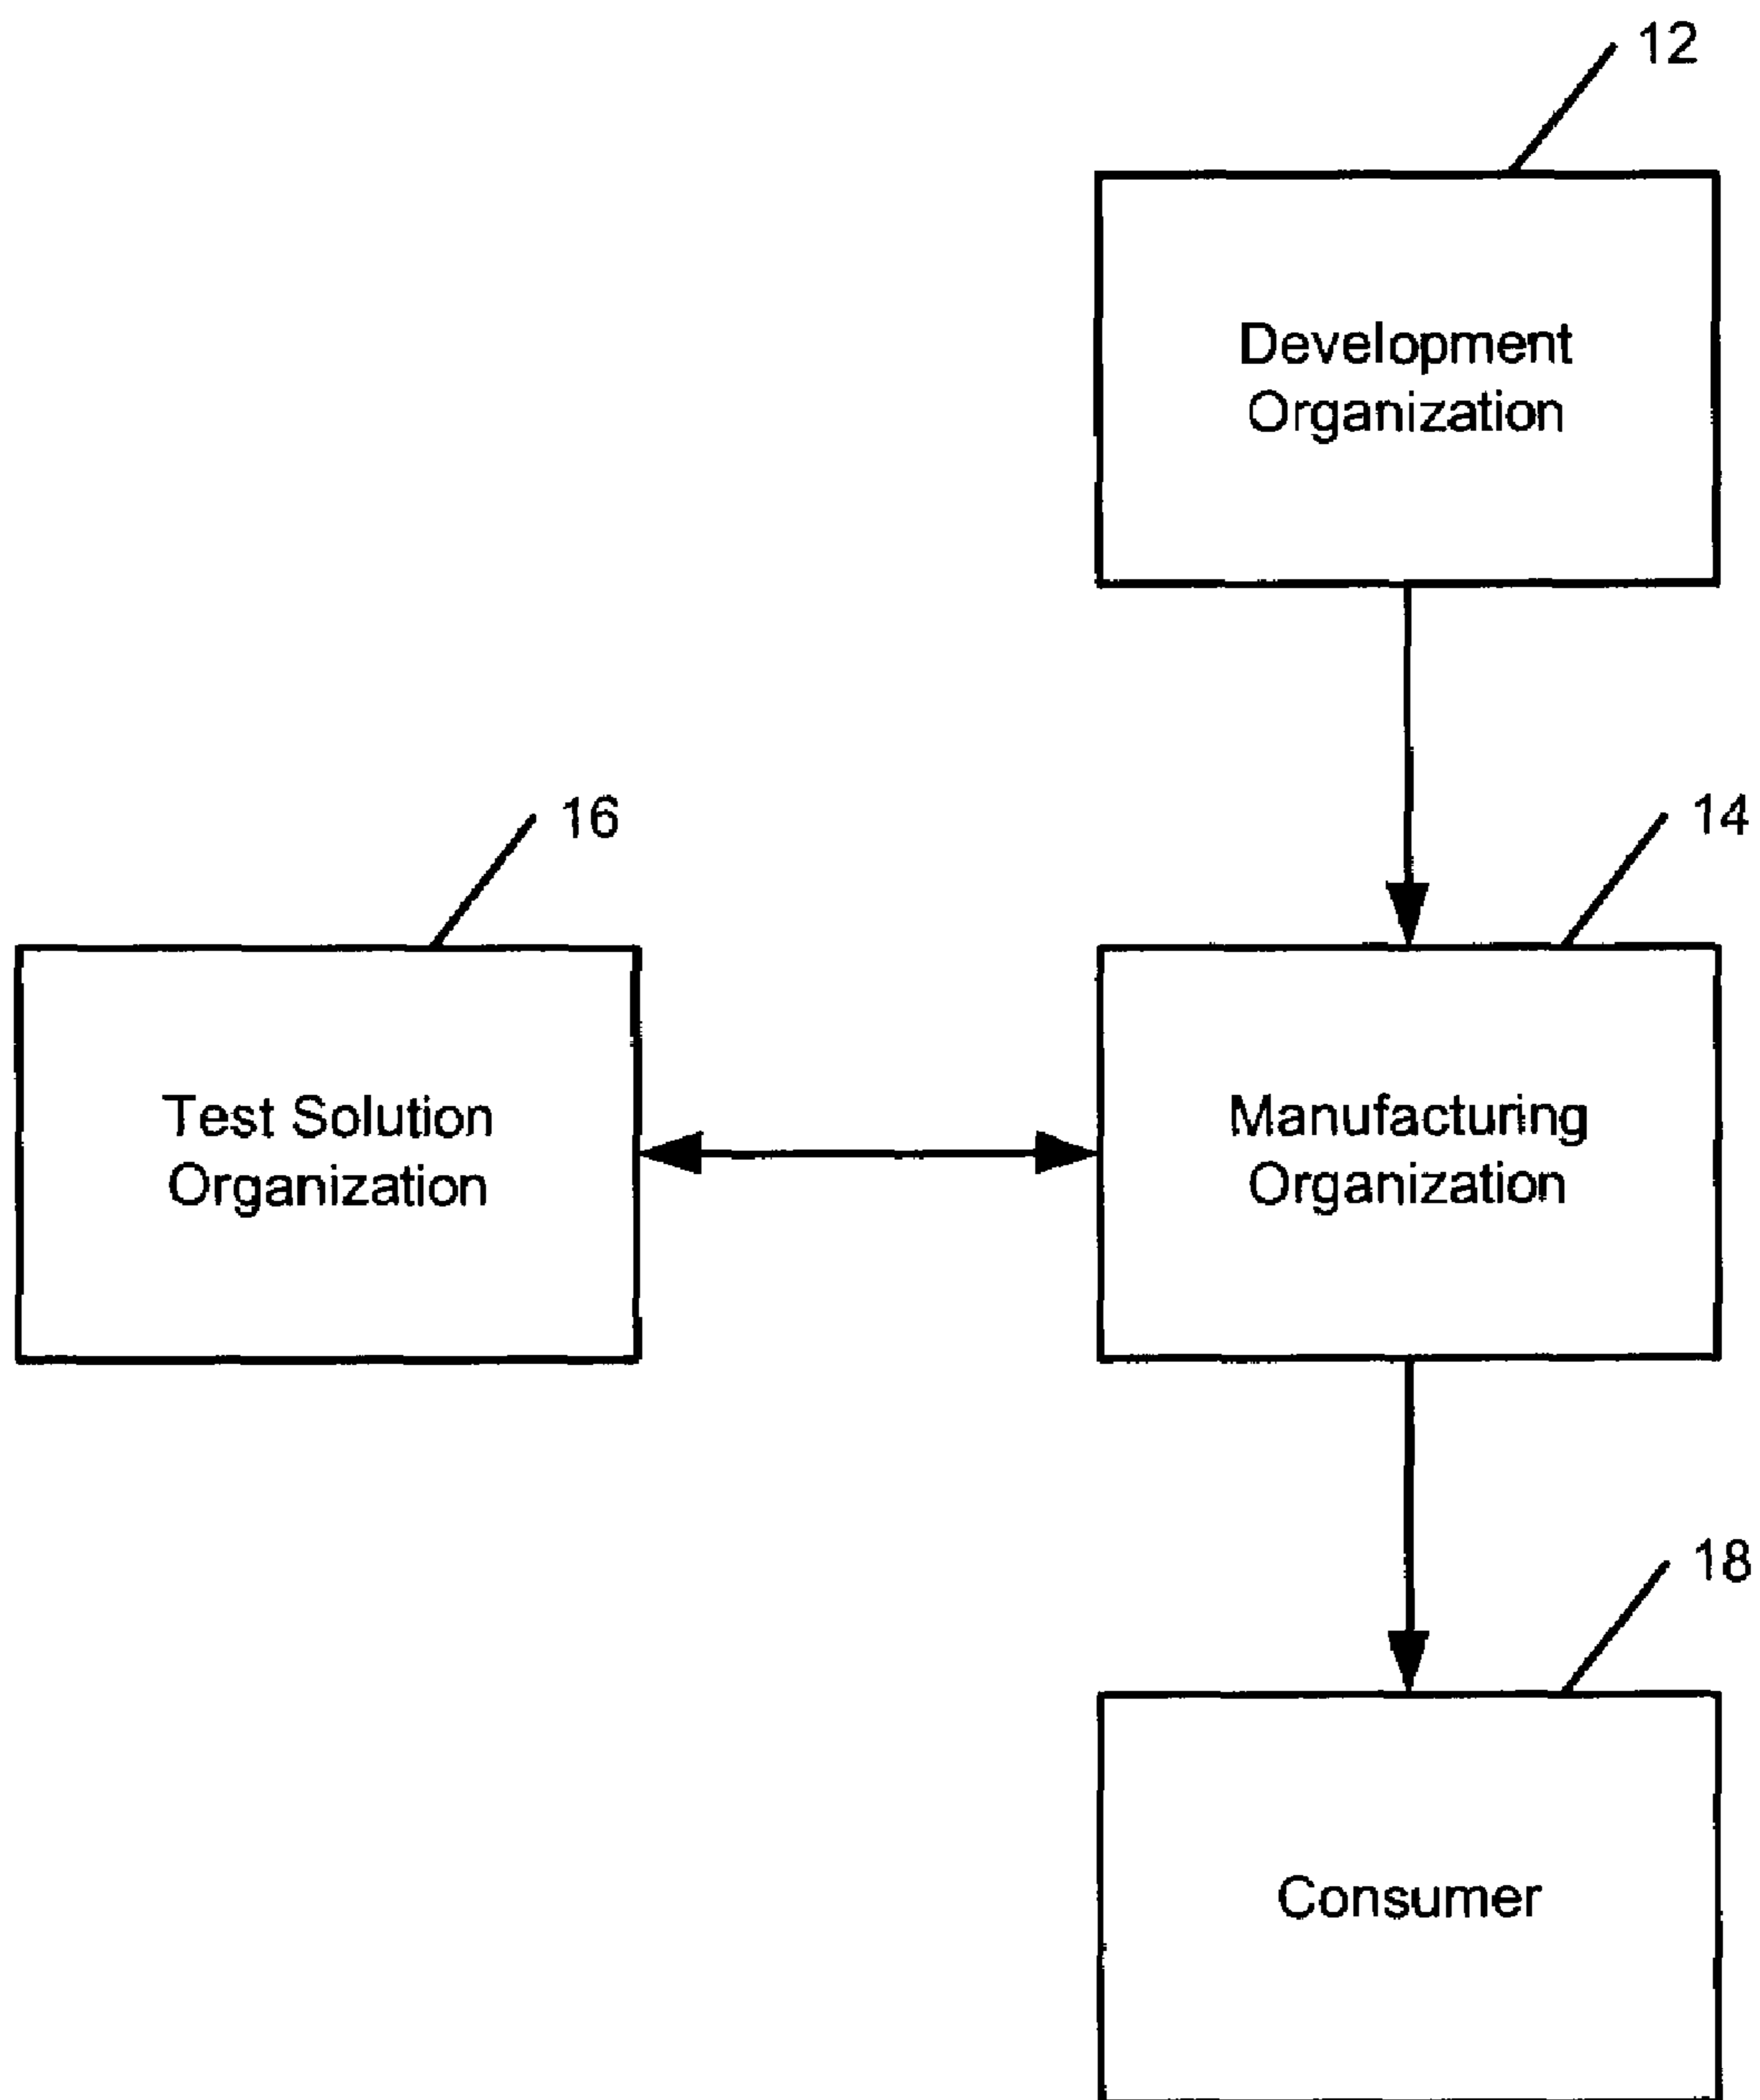 12
Development
Organization
16
14
Test Solution
Organization
Manufacturing
Organization
18
Consumer